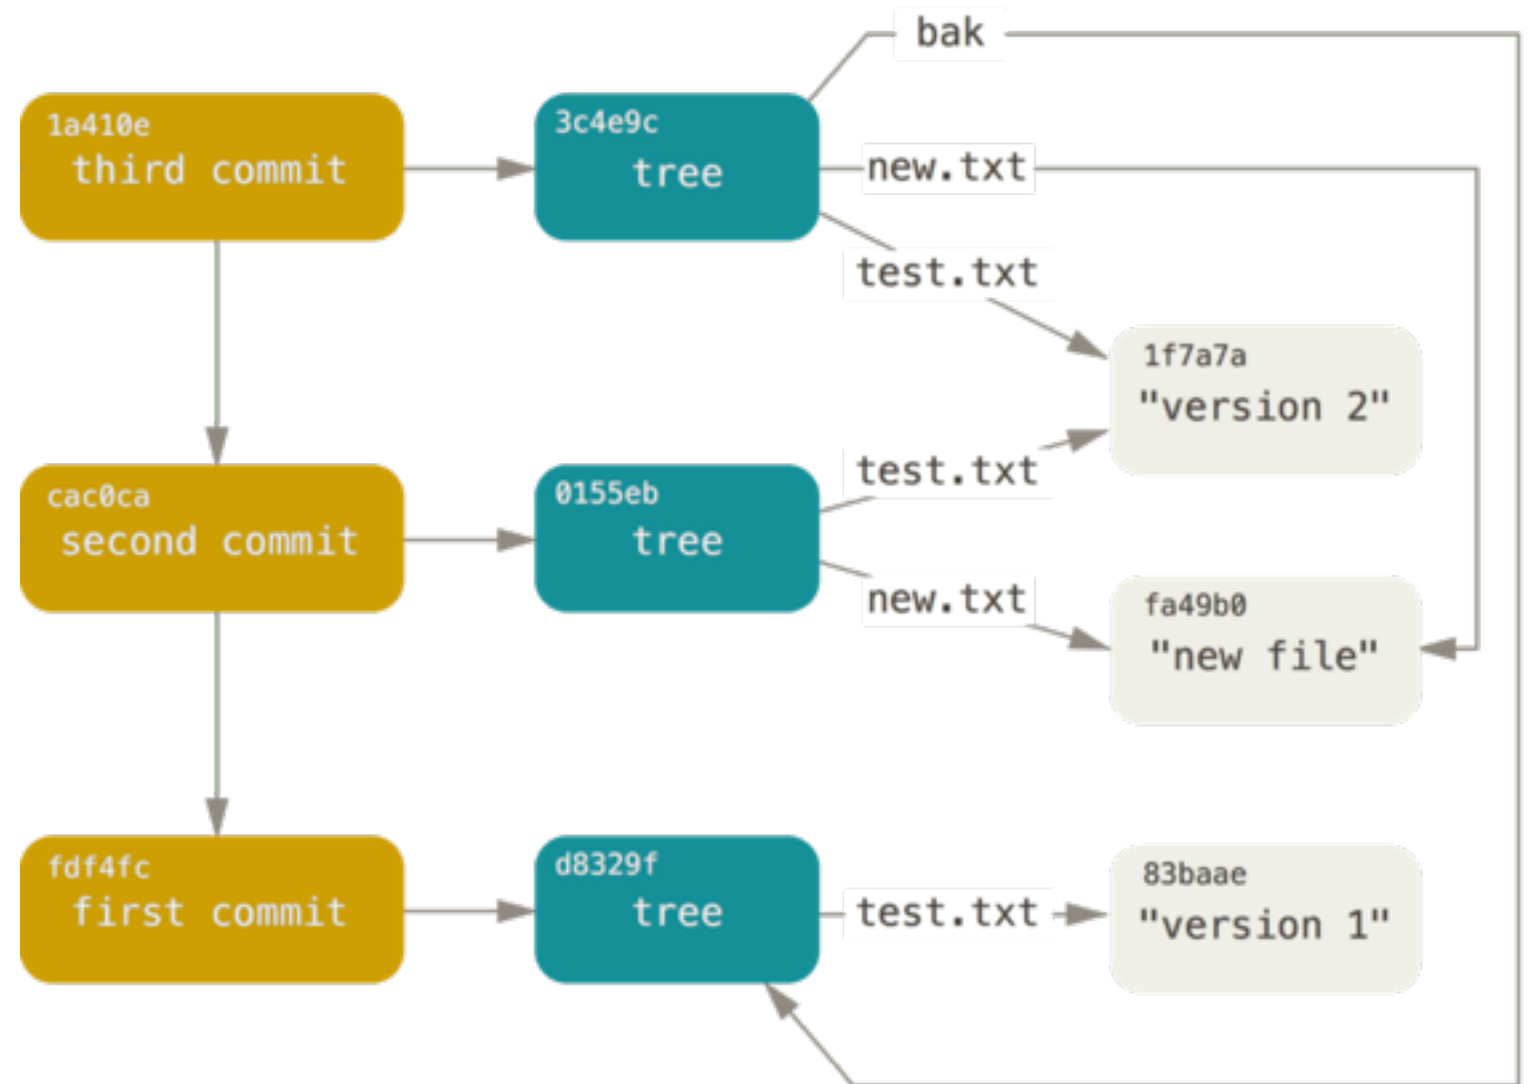 bak
1a410e
third commit
3c4e9c
tree
new.txt
test.txt
1f7a7a
"version 2"
cac0ca
second commit
0155eb
tree
test.txt
new.txt
fa49b0
"new file"
fdf4fc
first commit
d8329f
tree
test.txt
83baae
"version 1"